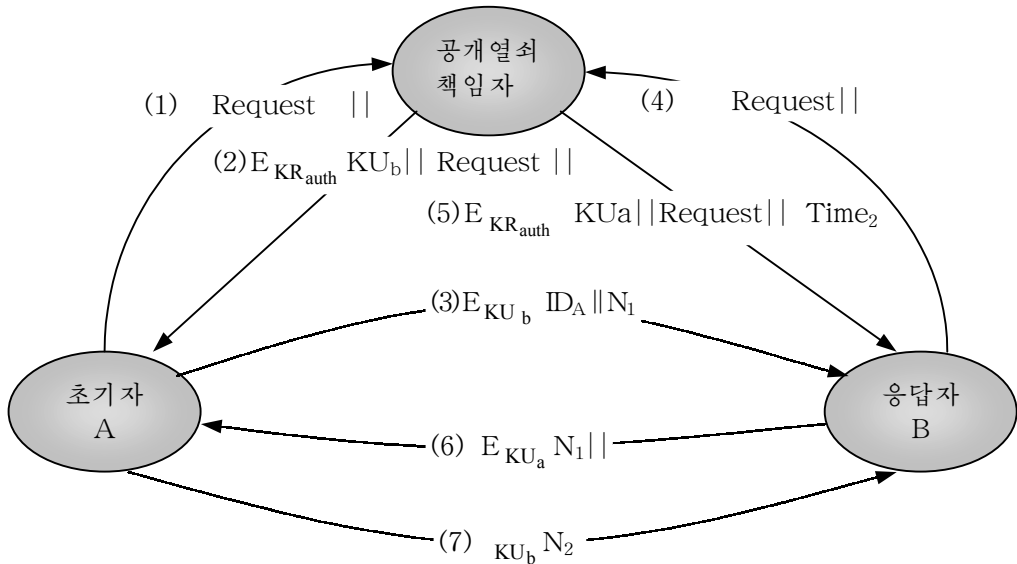 공개열쇠
책임자
(1) Request ||
(4) Request||
(2)E KRauth KUb|| Request ||
(5)E KRauth KUa||Request|| Time2
(3)E KU b IDA ||N1
초기자
A
응답자
B
(6) E KUa N1||
(7) KUb N2